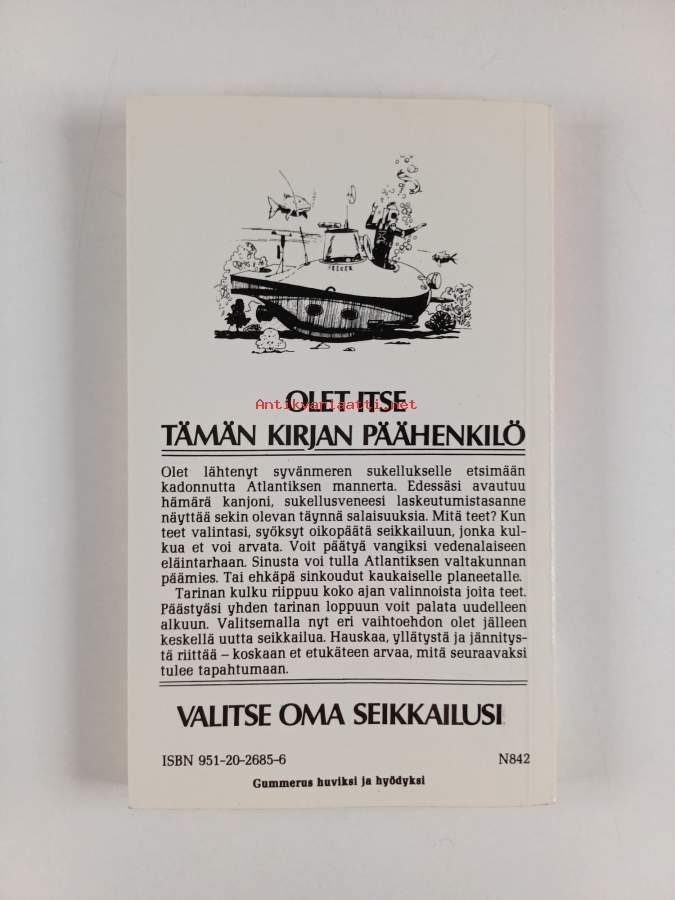 SEEKER
OLET ITSE
Antikvariaatti.net
TÄMÄN KIRJAN PÄÄHENKILÖ
Olet lähtenyt syvänmeren sukellukselle etsimään
kadonnutta Atlantiksen mannerta. Edessäsi avautuu
hämärä kanjoni, sukellusveneesi laskeutumistasanne
näyttää sekin olevan täynnä salaisuuksia. Mitä teet? Kun
teet valintasi, syöksyt oikopäätä seikkailuun, jonka kul-
kua et voi arvata. Voit päätyä vangiksi vedenalaiseen
eläintarhaan. Sinusta voi tulla Atlantiksen valtakunnan
päämies. Tai ehkäpä sinkoudut kaukaiselle planeetalle.
Tarinan kulku riippuu koko ajan valinnoista joita teet.
Päästyäsi yhden tarinan loppuun voit palata uudelleen
alkuun. Valitsemalla nyt eri vaihtoehdon olet jälleen
keskellä uutta seikkailua. Hauskaa, yllätystä ja jännitys-
tä riittää – koskaan et etukäteen arvaa, mitä seuraavaksi
tulee tapahtumaan.
VALITSE OMA SEIKKAILUSI
ISBN 951-20-2685-6 N842
Gummerus huviksi ja hyödyksi